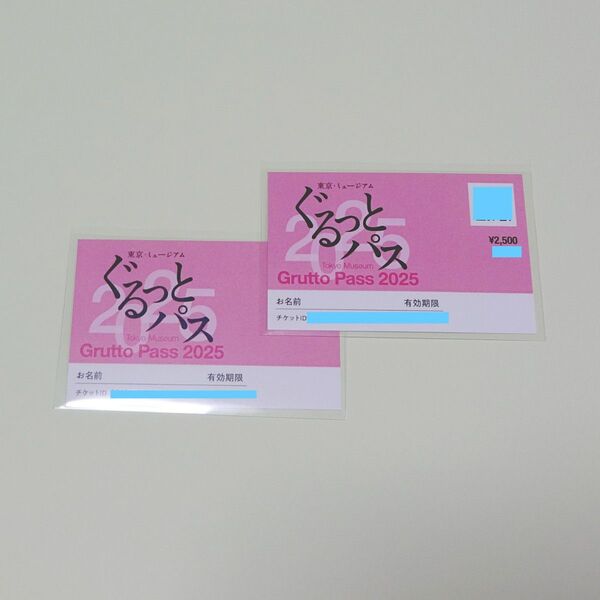 東京・ミュージアム
ぐるっと
パス
2025
Tokyo Museum
Grutto Pass 2025
¥2,500
お名前 有効期限
チケットID
東京・ミュージアム
ぐるっと
パス
2025
Tokyo Museum
Grutto Pass 2025
お名前 有効期限
チケットID